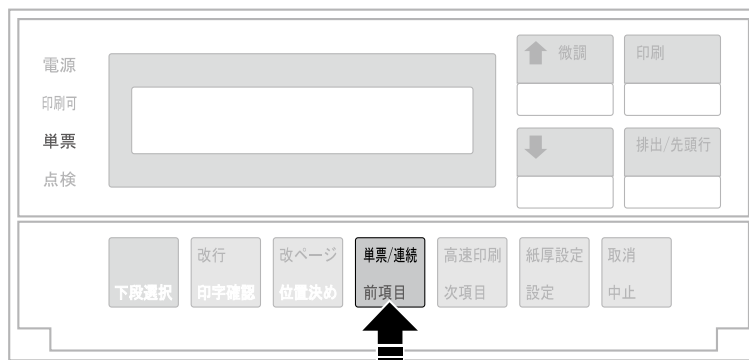 電源
印刷可
単票
点検
微調
印刷
排出/先頭行
下段選択
改行
印字確認
改ページ
位置決め
単票/連続
前項目
高速印刷
次項目
紙厚設定
設定
取消
中止